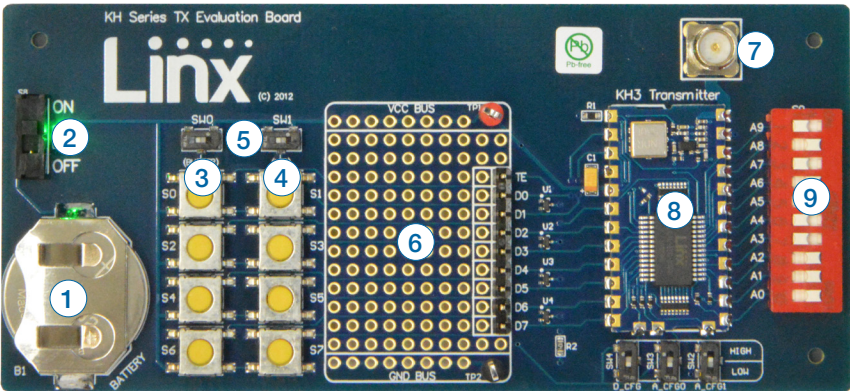 KH Series TX Evaluation Board
Linx
(C) 2012
Pb
Pb-free
7
ON
2
OFF
SW0
5
SW1
VCC BUS
TP1
R1
KH3 Transmitter
3
4
S0
S1
S2
S3
S4
S5
S6
S7
6
TE
D0
D1
D2
D3
D4
D5
D6
D7
U1
U2
U3
U4
C1
8
Linx
A9
A8
A7
A6
A5
A4
A3
A2
A1
A0
9
1
B1
BATTERY
GND BUS
TP2
R2
SW4
SW3
SW2
HIGH
LOW
D_CFG
A_CFG0
A_CFG1